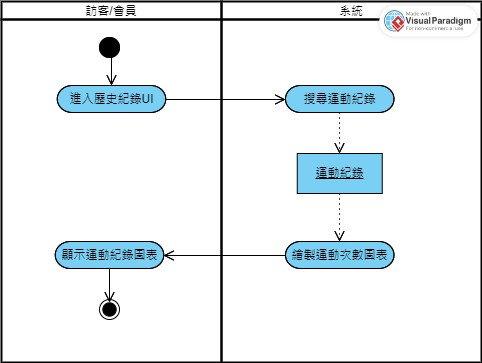 訪客/會員
系統
Made with
VisualParadigm
For non-commercial use
進入歷史紀錄UI
搜尋運動紀錄
運動紀錄
顯示運動紀錄圖表
繪製運動次數圖表